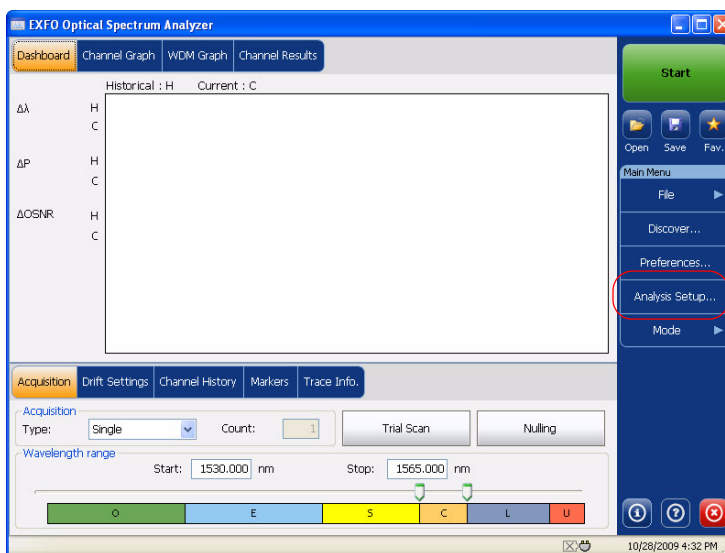 EXFO Optical Spectrum Analyzer
Dashboard Channel Graph WDM Graph Channel Results
Historical : H Current : C
Δλ H
C
ΔP H
C
ΔOSNR H
C
Start
Open Save Fav.
Main Menu
File
Discover...
Preferences...
Analysis Setup...
Mode
Acquisition Drift Settings Channel History Markers Trace Info.
Acquisition
Type: Single Count: 1 Trial Scan Nulling
Wavelength range
Start: 1530.000 nm Stop: 1565.000 nm
O E S C L U
10/28/2009 4:32 PM